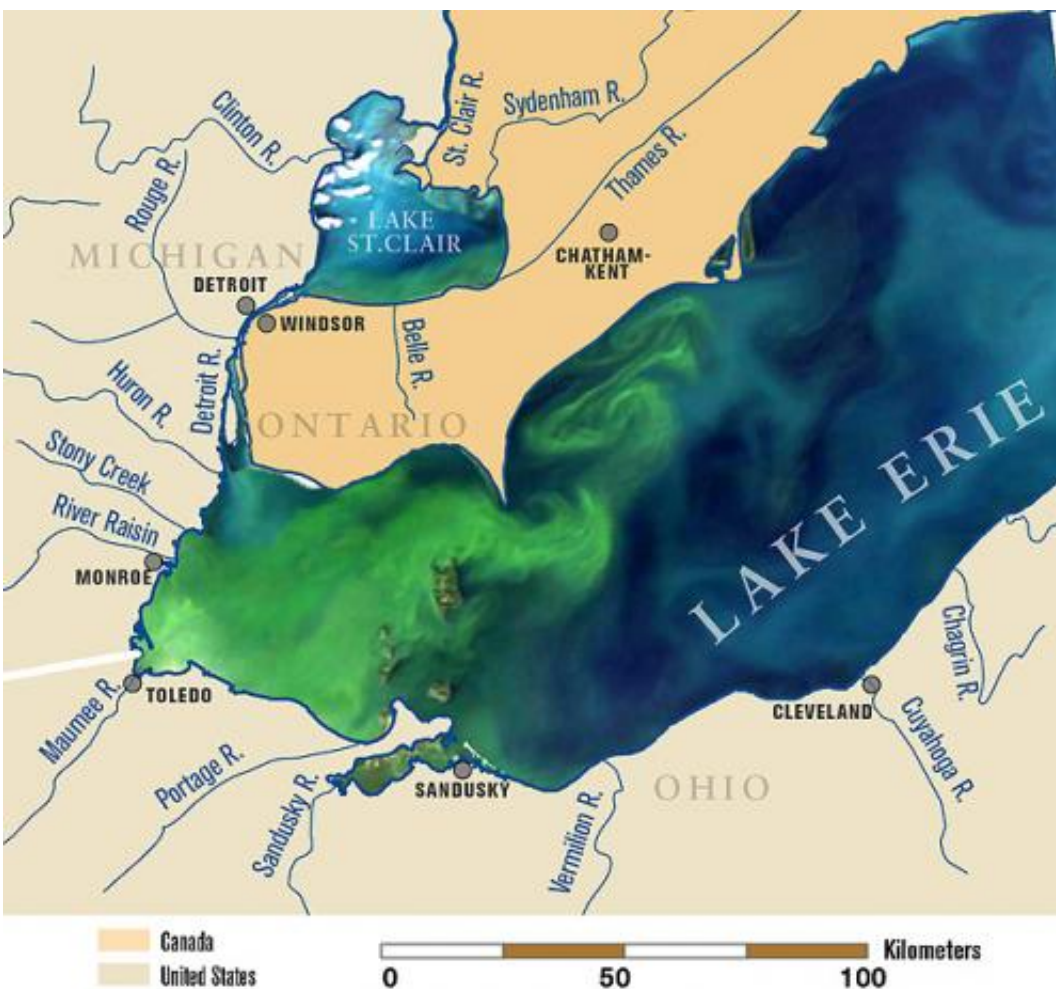 Clinton R.
St. Clair R.
Sydenham R.
Rouge R.
Thames R.
LAKE
ST.CLAIR
MICHIGAN
CHATHAM-
KENT
DETROIT
WINDSOR
Belle R.
Detroit R.
Huron R.
ONTARIO
Stony Creek
River Raisin
MONROE
LAKE ERIE
Chagrin R.
TOLEDO
Maumee R.
CLEVELAND
Cuyahoga R.
Portage R.
SANDUSKY
OHIO
Sandusky R.
Vermilion R.
Canada
United States
Kilometers
0 50 100